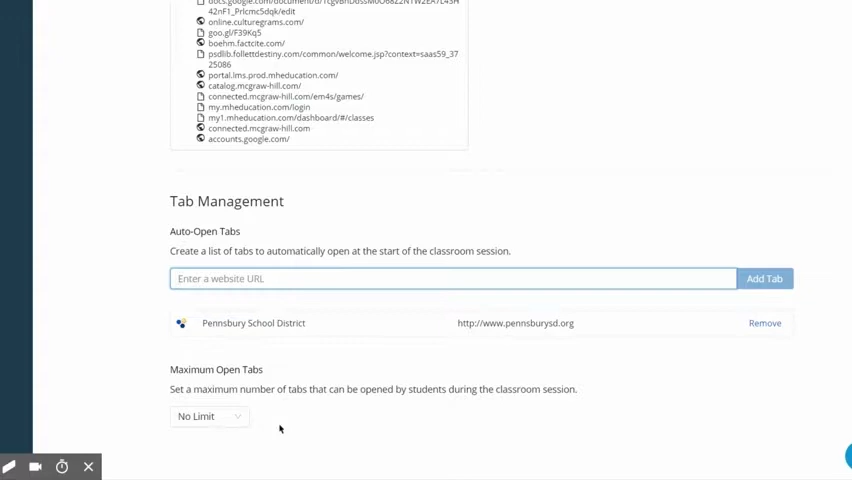 42nF1_PrIcmc5dqk/edit
online.culturegrams.com/
goo.gl/F39Kq5
boehm.factcite.com/
psdlib.follettdestiny.com/common/welcome.jsp?context=saas59_37
25086
portal.lms.prod.mheducation.com/
catalog.mcgraw-hill.com/
connected.mcgraw-hill.com/em4s/games/
my.mheducation.com/login
my1.mheducation.com/dashboard/#/classes
connected.mcgraw-hill.com
accounts.google.com/
Tab Management
Auto-Open Tabs
Create a list of tabs to automatically open at the start of the classroom session.
Enter a website URL
Add Tab
Pennsbury School District
http://www.pennsburysd.org
Remove
Maximum Open Tabs
Set a maximum number of tabs that can be opened by students during the classroom session.
No Limit